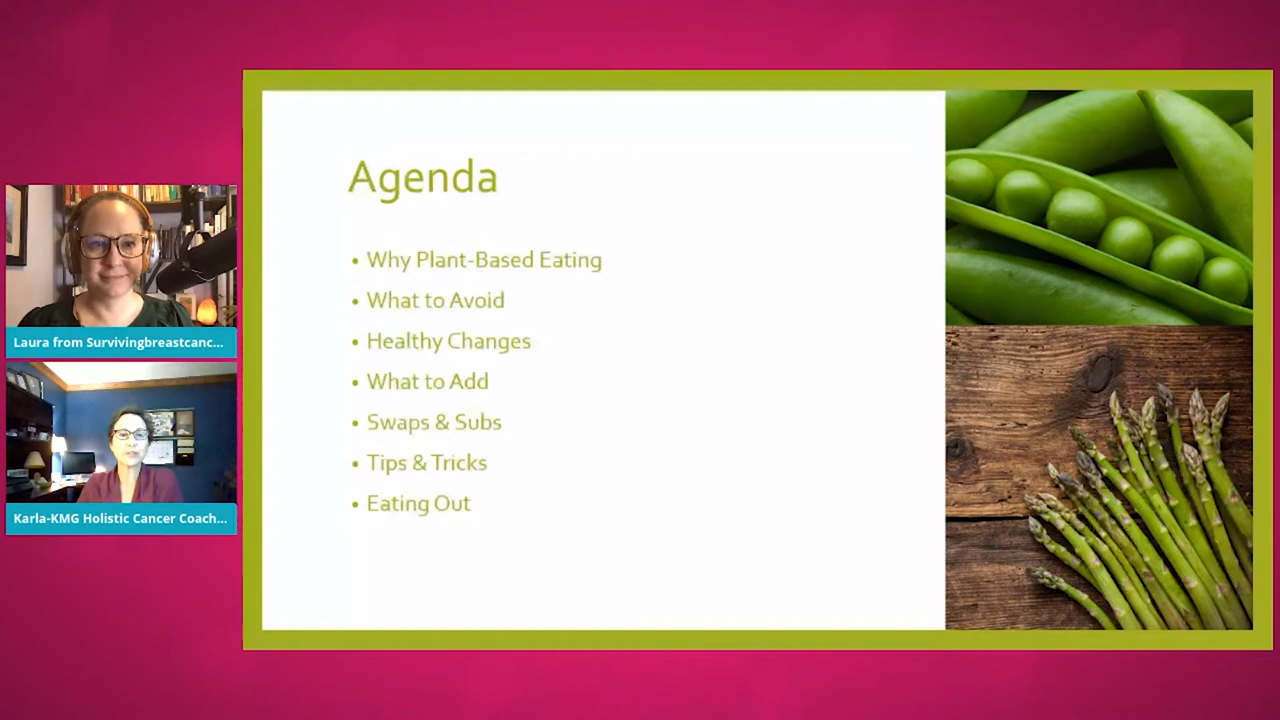 Agenda
• Why Plant-Based Eating
• What to Avoid
• Healthy Changes
• What to Add
• Swaps & Subs
• Tips & Tricks
• Eating Out
Laura from Survivingbreastcanc...
Karla-KMG Holistic Cancer Coach...